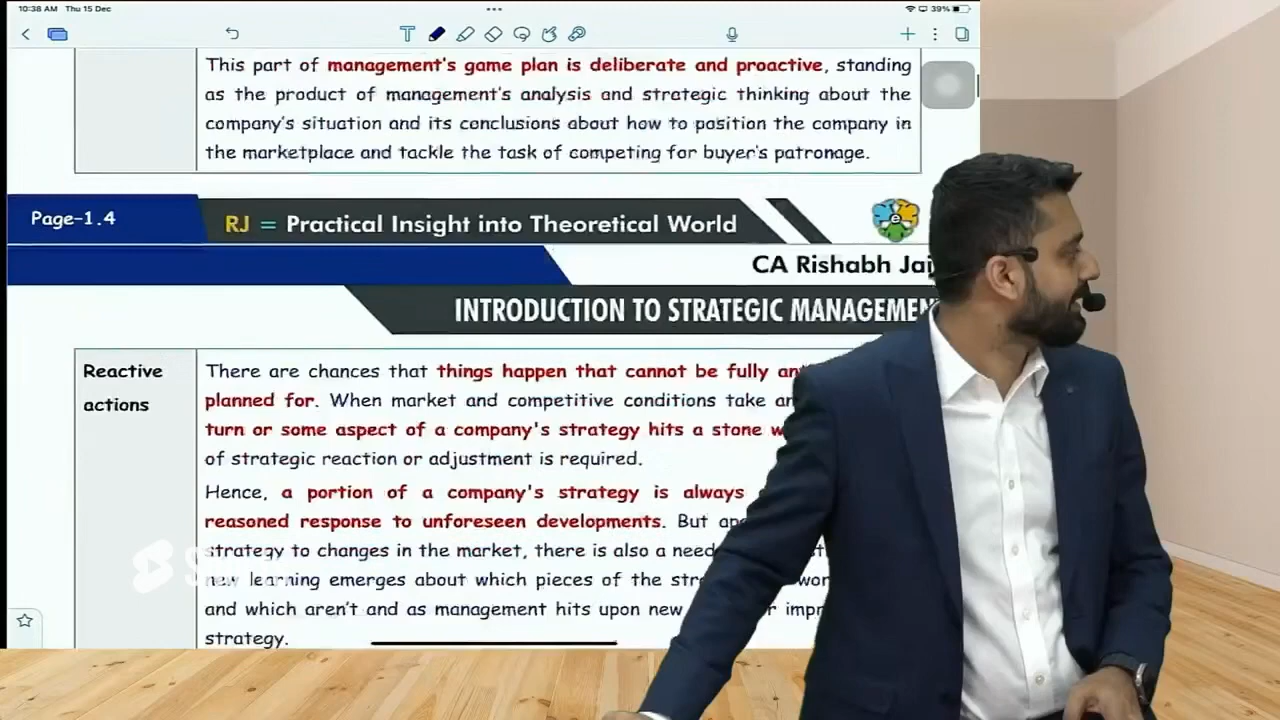 10:38 AM Thu 15 Dec
39%
This part of management's game plan is deliberate and proactive, standing
as the product of management's analysis and strategic thinking about the
company's situation and its conclusions about how to position the company in
the marketplace and tackle the task of competing for buyer's patronage.
Page-1.4
RJ = Practical Insight into Theoretical World
e
CA Rishabh Jai
INTRODUCTION TO STRATEGIC MANAGEMEN
Reactive
actions
There are chances that things happen that cannot be fully an
planned for. When market and competitive conditions take an
turn or some aspect of a company's strategy hits a stone w
of strategic reaction or adjustment is required.
Hence, a portion of a company's strategy is always
reasoned response to unforeseen developments. But
strategy to changes in the market, there is also a need
new learning emerges about which pieces of the
and which aren't and as management hits upon new
strategy.